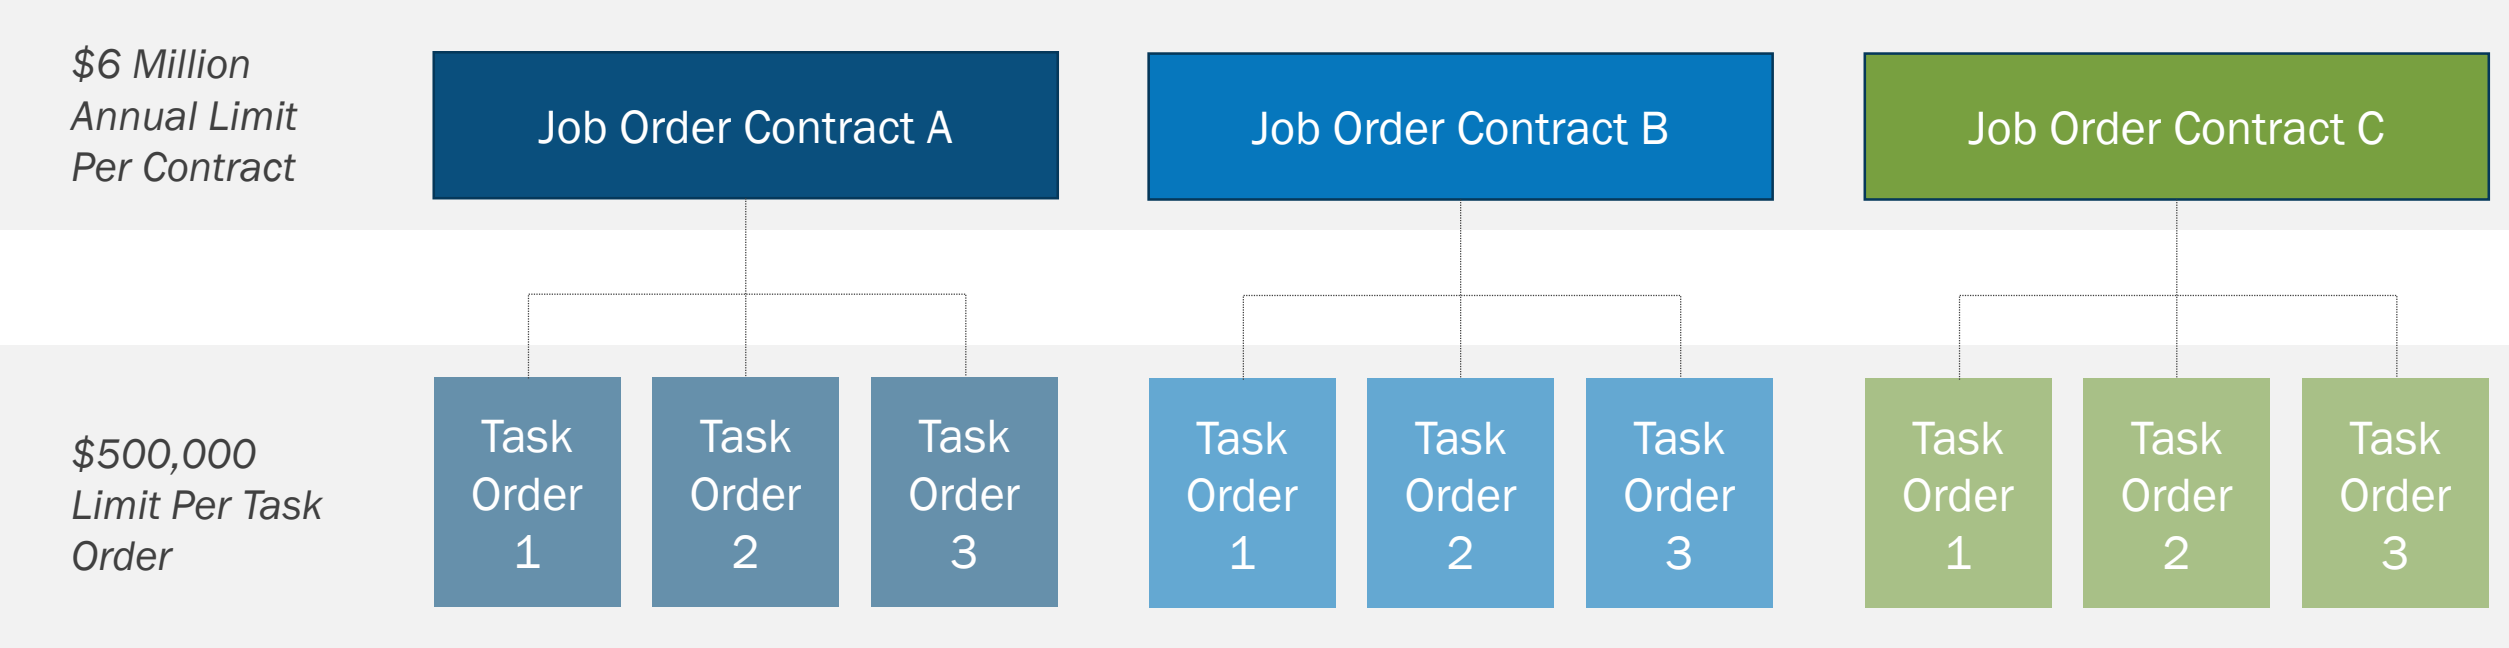 $6 Million
Annual Limit
Per Contract
Job Order Contract A
Job Order Contract B
Job Order Contract C
$500,000
Limit Per Task
Order
Task
Order
1
Task
Order
2
Task
Order
3
Task
Order
1
Task
Order
2
Task
Order
3
Task
Order
1
Task
Order
2
Task
Order
3